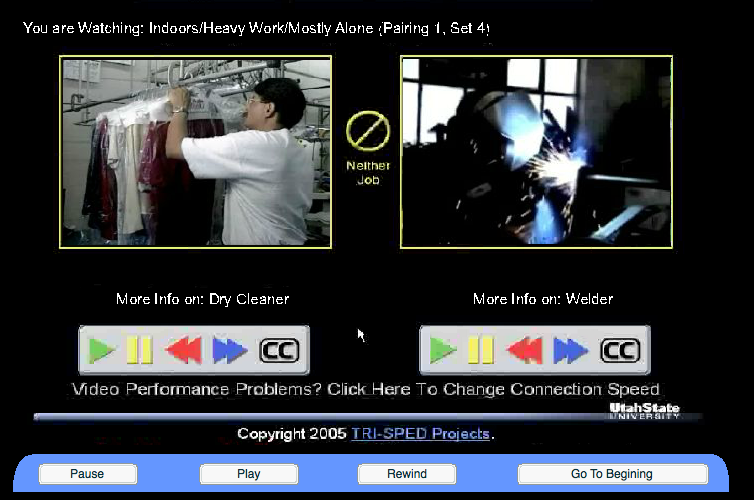 You are Watching: Indoors/Heavy Work/Mostly Alone (Pairing 1, Set 4)
Neither
Job
More Info on: Dry Cleaner
More Info on: Welder
CC
CC
Video Performance Problems? Click Here To Change Connection Speed
UtahState
UNIVERSITY
Copyright 2005 TRI-SPED Projects.
Pause
Play
Rewind
Go To Begining